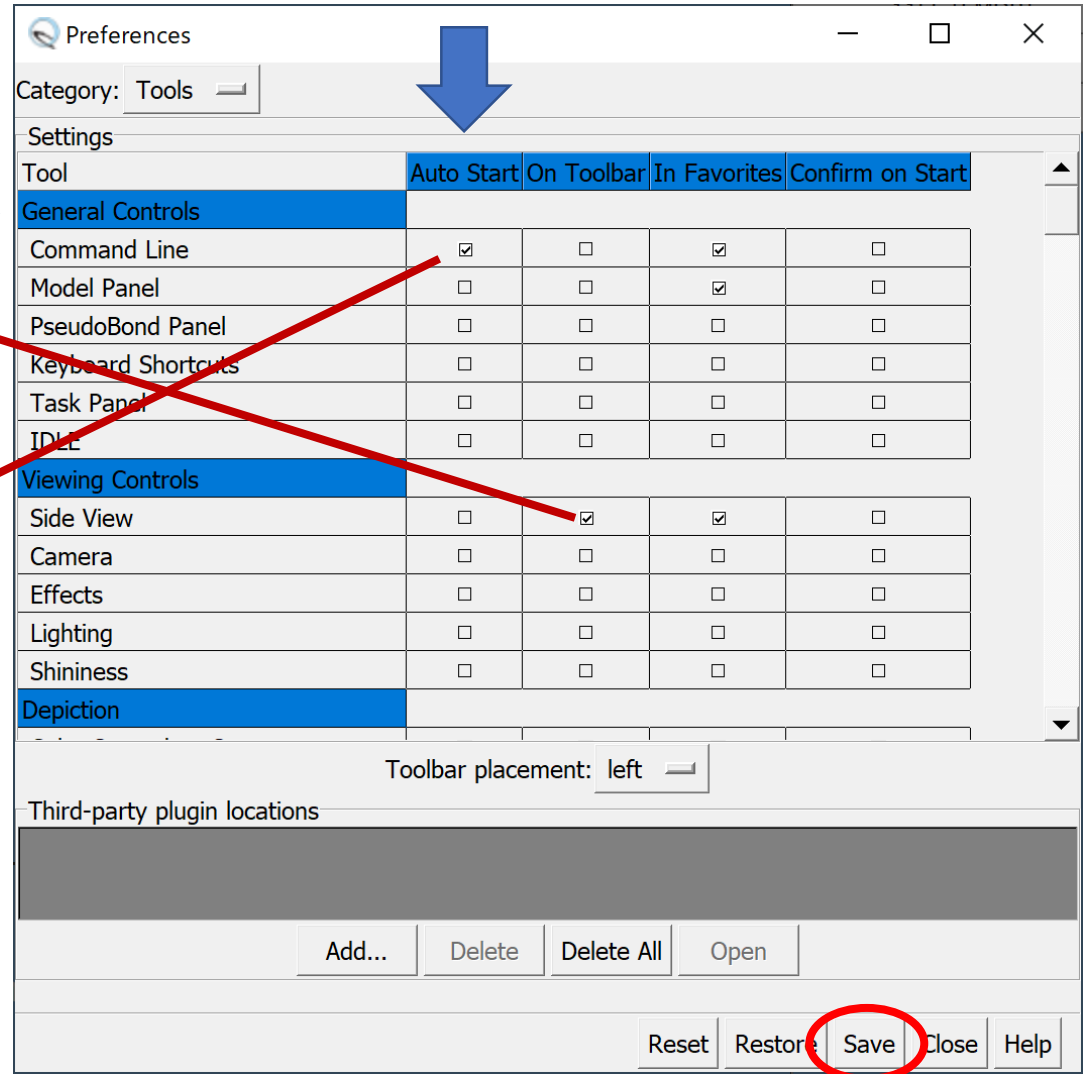 Preferences
Category: Tools
Settings
Tool Auto Start On Toolbar In Favorites Confirm on Start
General Controls
Command Line
Model Panel
PseudoBond Panel
Keyboard Shortcuts
Task Panel
IDLE
Viewing Controls
Side View
Camera
Effects
Lighting
Shininess
Depiction
Toolbar placement: left
Third-party plugin locations
Add... Delete Delete All Open
Reset Restore Save Close Help